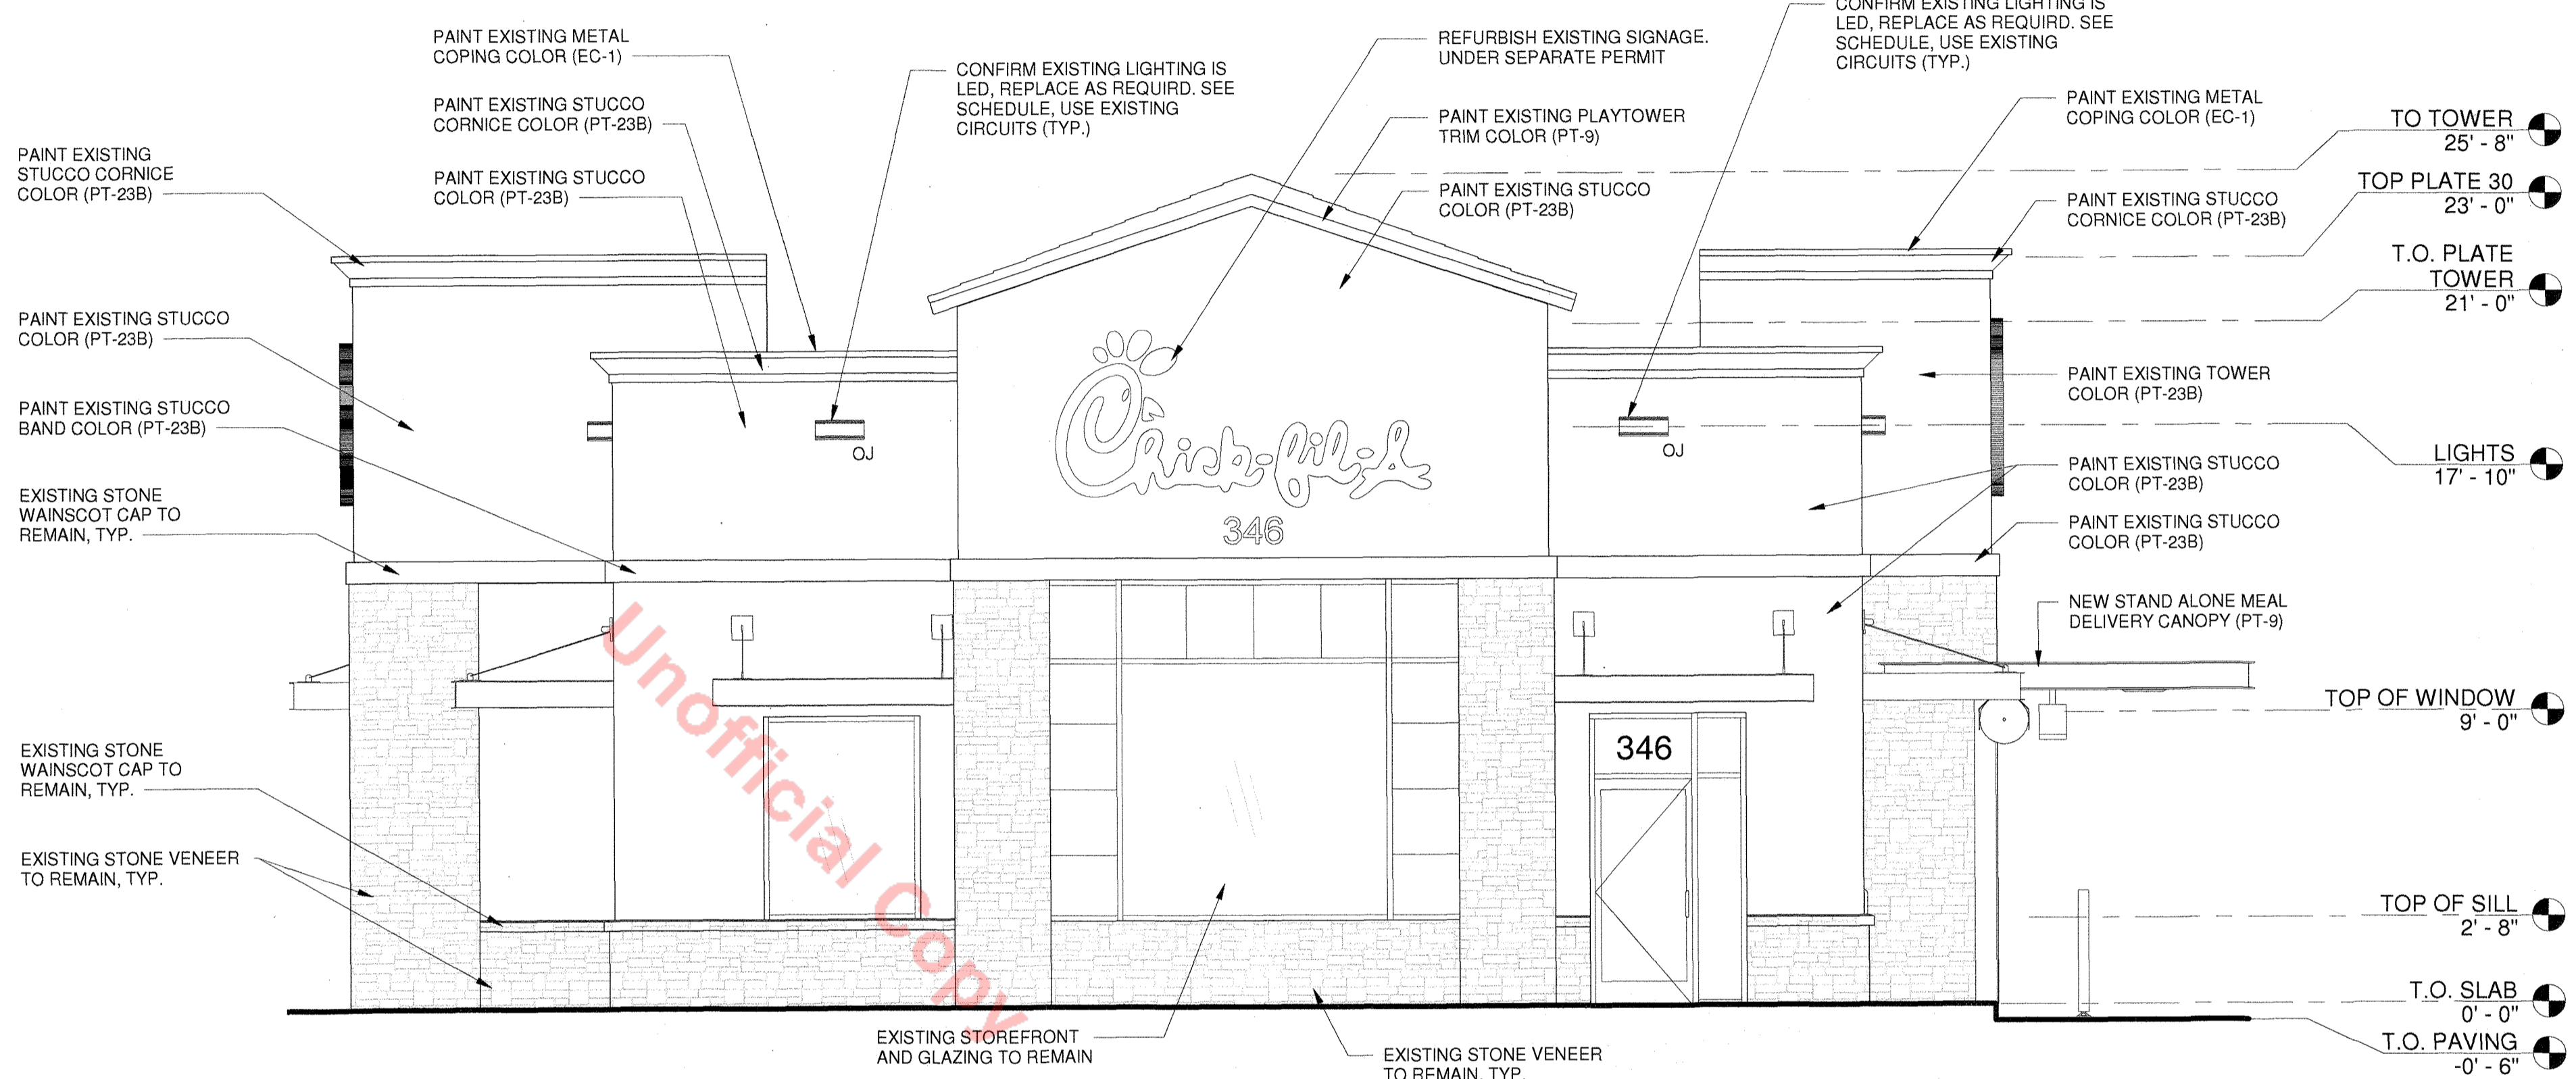 PAINT EXISTING
STUCCO CORNICE
COLOR (PT-23B)
PAINT EXISTING STUCCO
COLOR (PT-23B)
PAINT EXISTING STUCCO
BAND COLOR (PT-23B)
EXISTING STONE
WAINSCOT CAP TO
REMAIN, TYP.
EXISTING STONE
WAINSCOT CAP TO
REMAIN, TYP.
EXISTING STONE VENEER
TO REMAIN, TYP.
PAINT EXISTING METAL
COPING COLOR (EC-1)
PAINT EXISTING STUCCO
CORNICE COLOR (PT-23B)
PAINT EXISTING STUCCO
COLOR (PT-23B)
CONFIRM EXISTING LIGHTING IS
LED, REPLACE AS REQUIRD. SEE
SCHEDULE, USE EXISTING
CIRCUITS (TYP.)
REFURBISH EXISTING SIGNAGE.
UNDER SEPARATE PERMIT
PAINT EXISTING PLAYTOWER
TRIM COLOR (PT-9)
PAINT EXISTING STUCCO
COLOR (PT-23B)
CONFIRM EXISTING LIGHTING IS
LED, REPLACE AS REQUIRD. SEE
SCHEDULE, USE EXISTING
CIRCUITS (TYP.)
PAINT EXISTING METAL
COPING COLOR (EC-1)
PAINT EXISTING STUCCO
CORNICE COLOR (PT-23B)
PAINT EXISTING TOWER
COLOR (PT-23B)
PAINT EXISTING STUCCO
COLOR (PT-23B)
PAINT EXISTING STUCCO
COLOR (PT-23B)
NEW STAND ALONE MEAL
DELIVERY CANOPY (PT-9)
TO TOWER
25' - 8"
TOP PLATE 30
23' - 0"
T.O. PLATE
TOWER
21' - 0"
LIGHTS
17' - 10"
TOP OF WINDOW
9' - 0"
TOP OF SILL
2' - 8"
T.O. SLAB
0' - 0"
T.O. PAVING
-0' - 6"
OJ
Chick-fil-A
346
OJ
346
Unofficial Copy
EXISTING STOREFRONT
AND GLAZING TO REMAIN
EXISTING STONE VENEER
TO REMAIN, TYP.